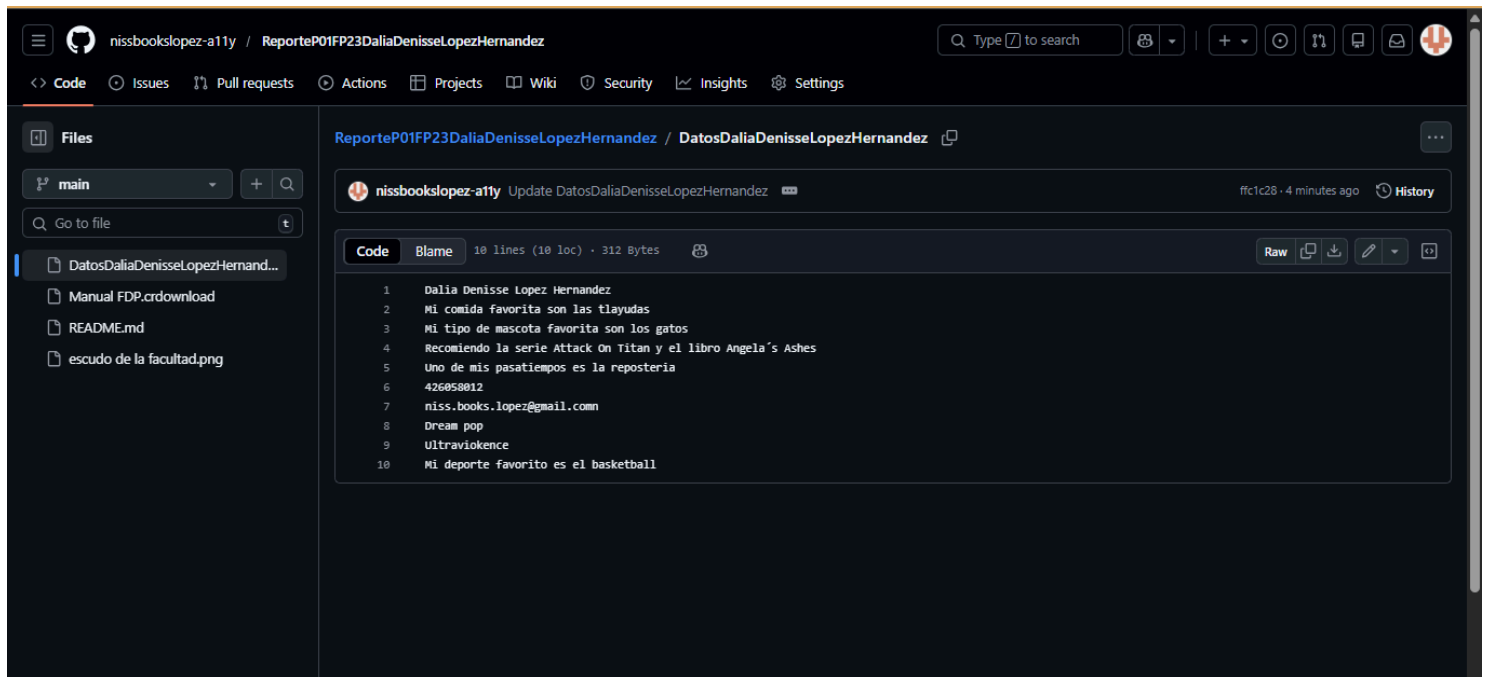 nissbookslopez-a11y / ReporteP01FP23DaliaDenisseLopezHernandez
Type / to search
Code Issues Pull requests Actions Projects Wiki Security Insights Settings
Files
ReporteP01FP23DaliaDenisseLopezHernandez / DatosDaliaDenisseLopezHernandez
main
nissbookslopez-a11y Update DatosDaliaDenisseLopezHernandez
ffc1c28 · 4 minutes ago History
Go to file t
DatosDaliaDenisseLopezHernand...
Manual FDP.crdownload
README.md
escudo de la facultad.png
Code Blame 10 lines (10 loc) · 312 Bytes
Raw
1 Dalia Denisse Lopez Hernandez
2 Mi comida favorita son las tlayudas
3 Mi tipo de mascota favorita son los gatos
4 Recomiendo la serie Attack On Titan y el libro Angela´s Ashes
5 Uno de mis pasatiempos es la reposteria
6 426058012
7 niss.books.lopez@gmail.comn
8 Dream pop
9 Ultraviokence
10 Mi deporte favorito es el basketball